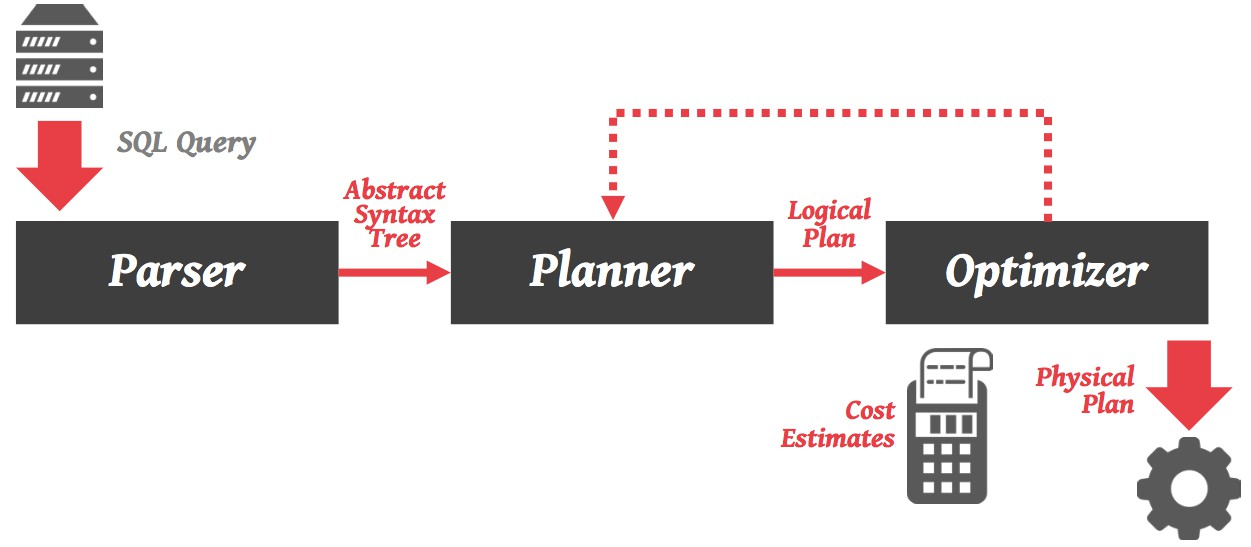 SQL Query
Abstract
Syntax
Tree
Logical
Plan
Parser
Planner
Optimizer
Cost
Estimates
Physical
Plan